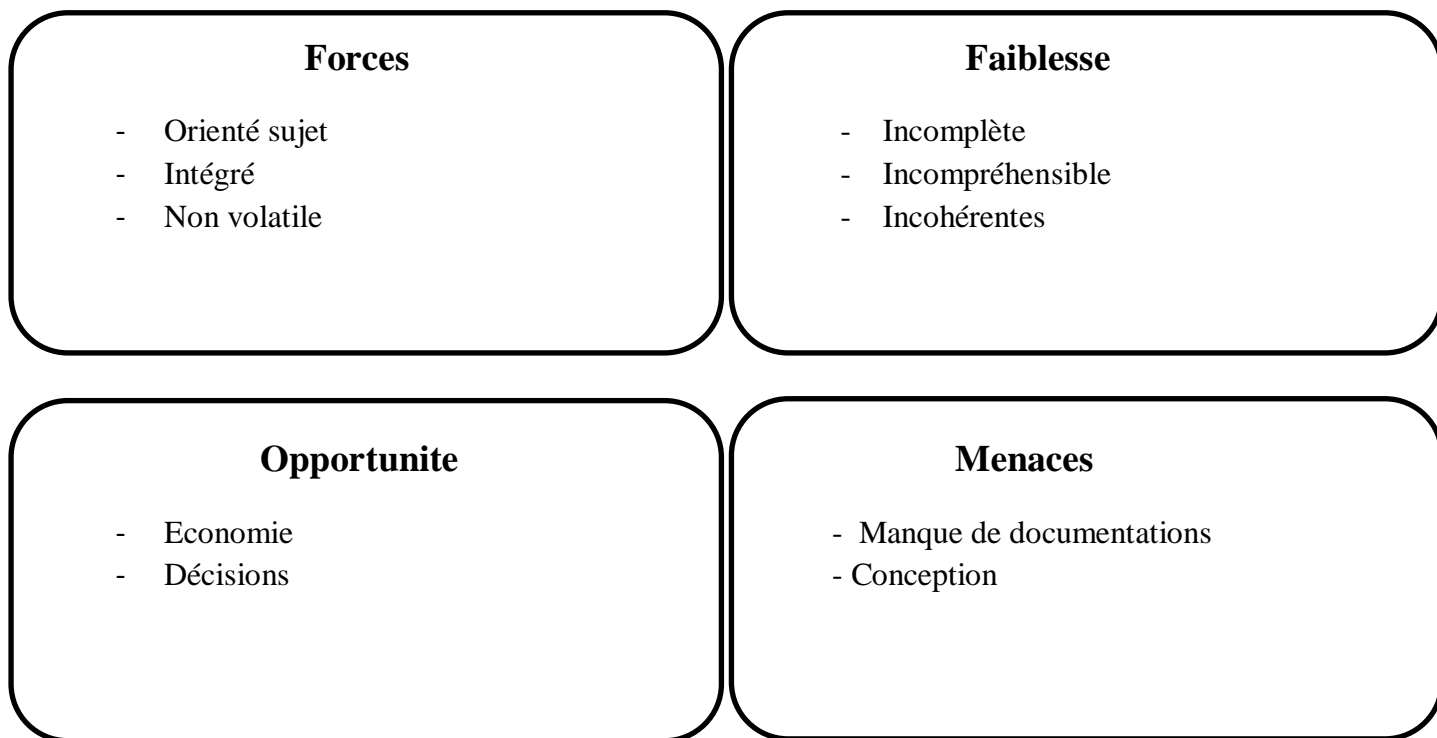 Forces
- Orienté sujet
- Intégré
- Non volatile
Faiblesse
- Incomplète
- Incompréhensible
- Incohérentes
Opportunite
- Economie
- Décisions
Menaces
- Manque de documentations
- Conception